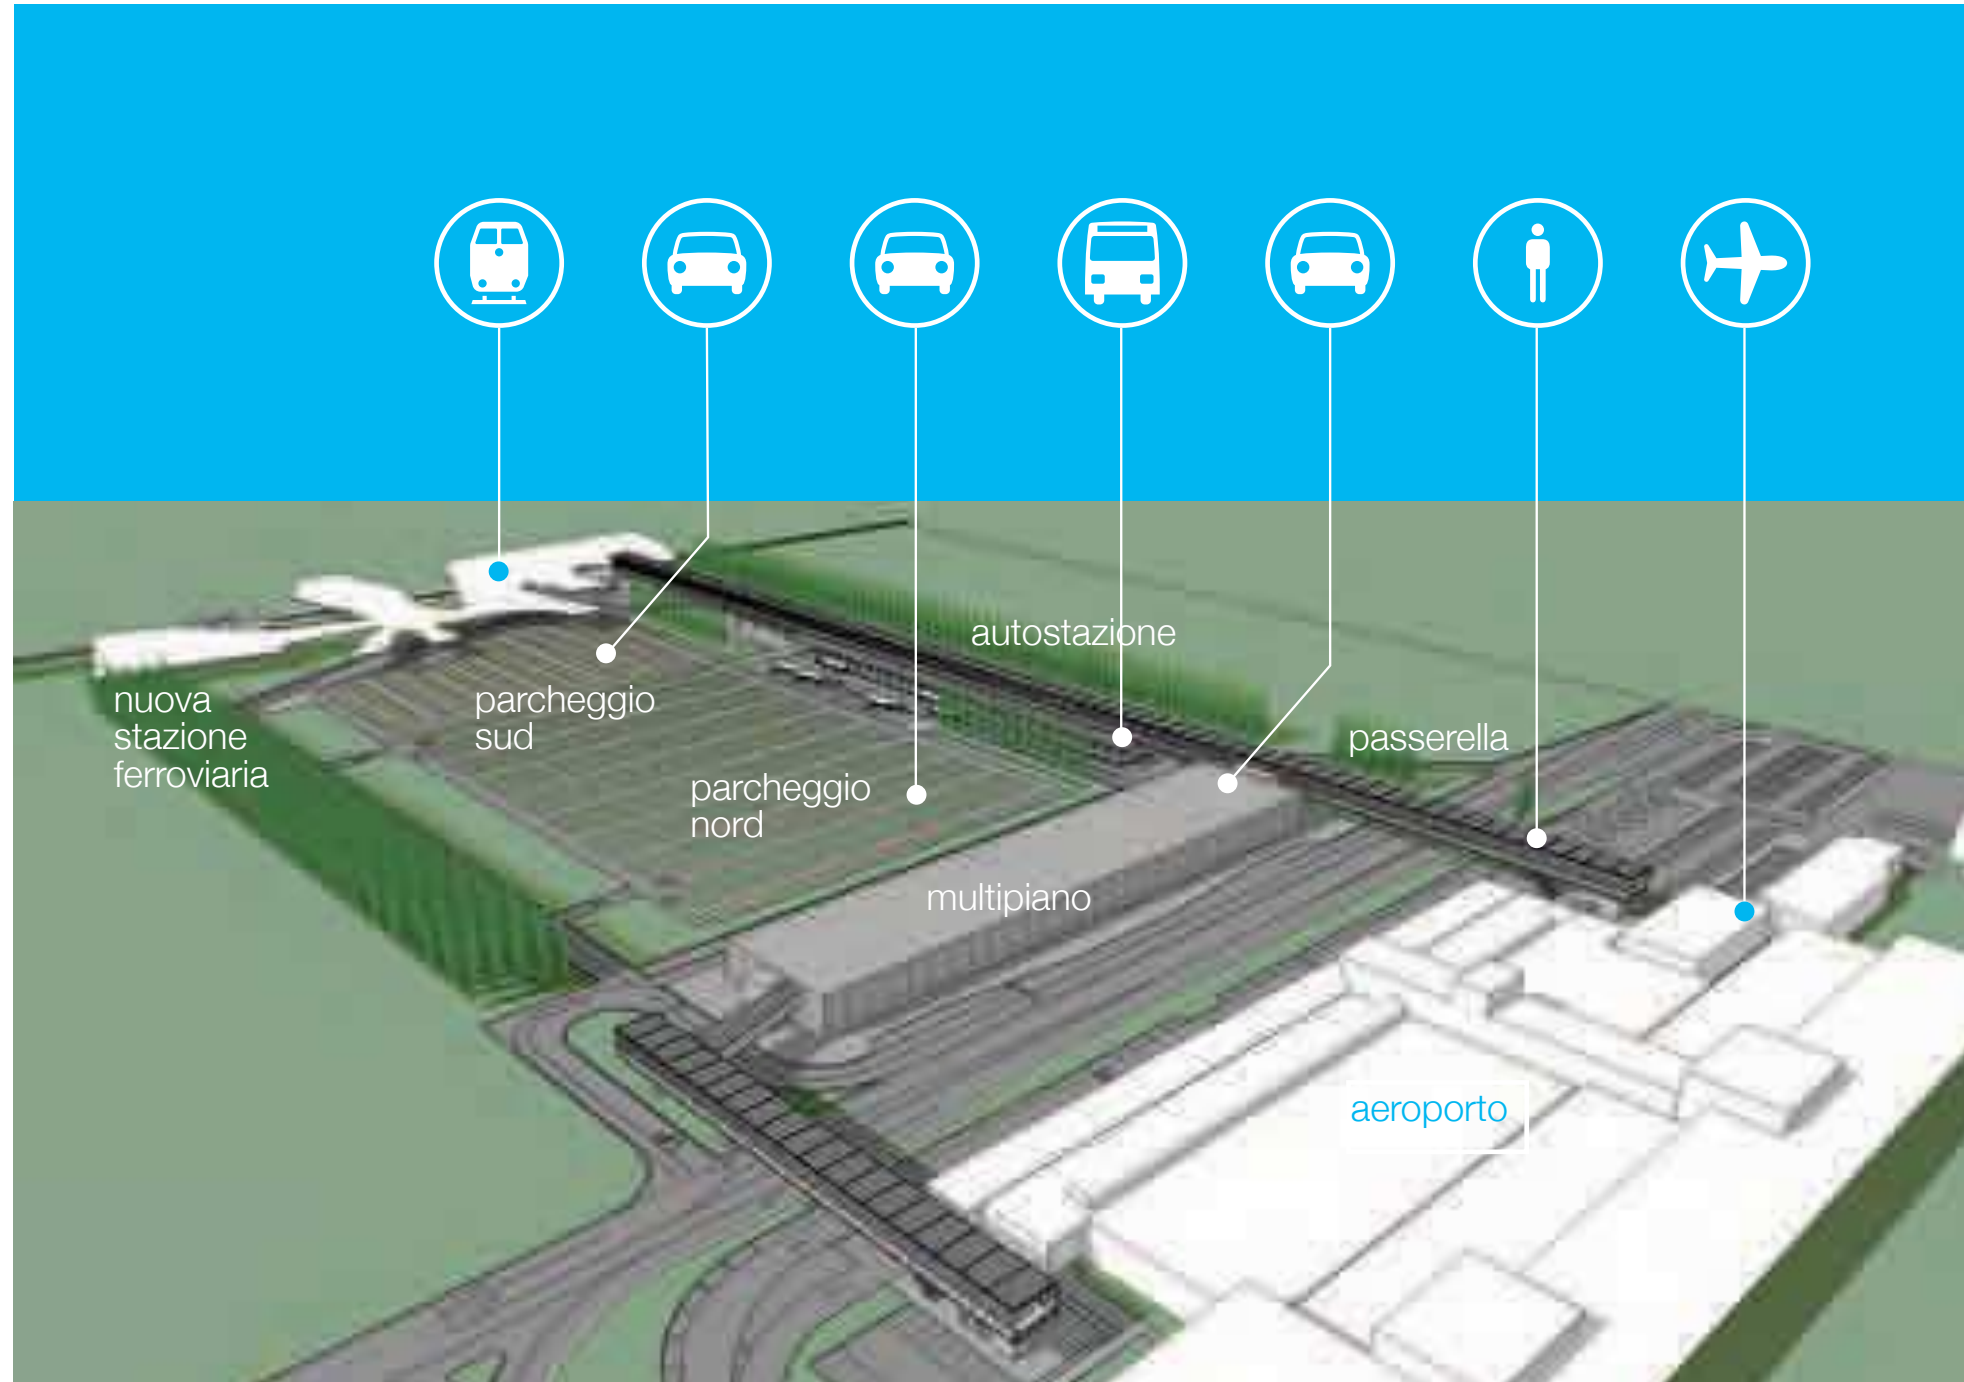 autostazione
nuova
stazione
ferroviaria
parcheggio
sud
passerella
parcheggio
nord
multipiano
aeroporto